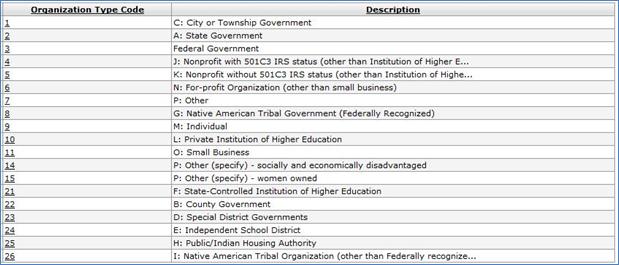 Organization Type Code Description
1 C: City or Township Government
2 A: State Government
3 Federal Government
4 J: Nonprofit with 501C3 IRS status (other than Institution of Higher E...
5 K: Nonprofit without 501C3 IRS status (other than Institution of Highe...
6 N: For-profit Organization (other than small business)
7 P: Other
8 G: Native American Tribal Government (Federally Recognized)
9 M: Individual
10 L: Private Institution of Higher Education
11 O: Small Business
14 P: Other (specify) - socially and economically disadvantaged
15 P: Other (specify) - women owned
21 F: State-Controlled Institution of Higher Education
22 B: County Government
23 D: Special District Governments
24 E: Independent School District
25 H: Public/Indian Housing Authority
26 I: Native American Tribal Organization (other than Federally recognize...